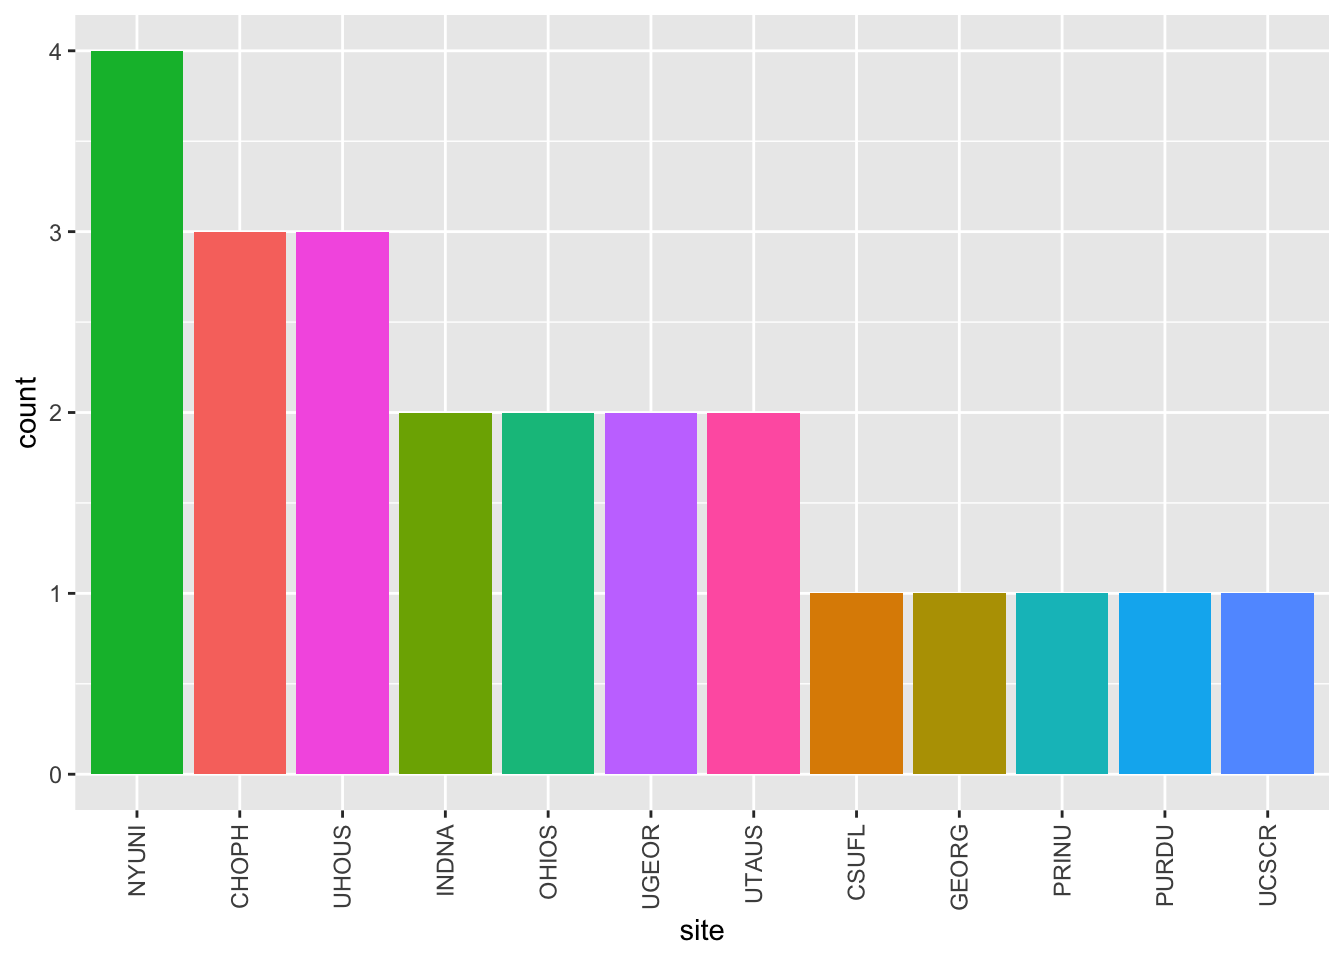 count
4
3
2
1
0
NYUNI
CHOPH
UHOUS
INDNA
OHIOS
UGEOR
UTAUS
CSUFL
GEORG
PRINU
PURDU
UCSCR
site